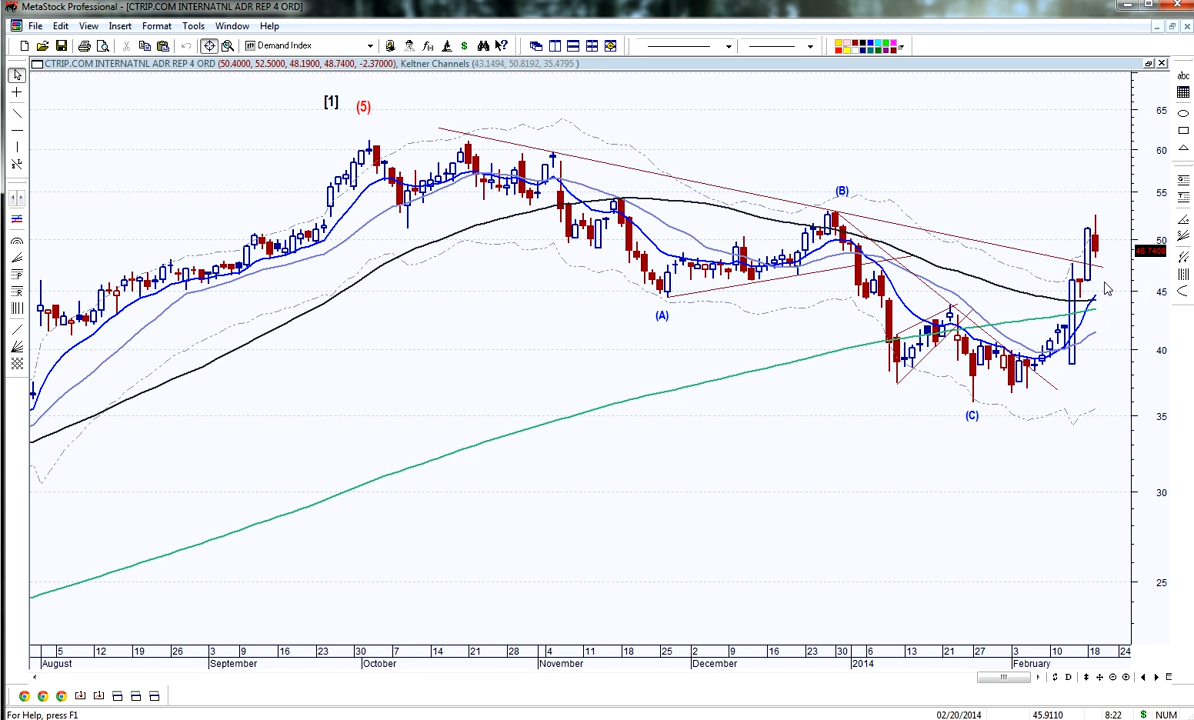 MetaStock Professional - [CTRIP.COM INTERNATNL ADR REP 4 ORD]
File Edit View Insert Format Tools Window Help
Demand Index
CTRIP.COM INTERNATNL ADR REP 4 ORD (50.4000, 52.5000, 48.1900, 48.7400, -2.37000), Keltner Channels (43.1494, 50.8192, 35.4795 )
abc
[1] (5)
65
60
55
(B)
50
48.7400
45
(A)
40
(C)
35
30
25
5 12 19 26 3 9 16 23 30 7 14 21 28 4 11 18 25 2 9 16 23 30 6 13 21 27 3 10 18 24
August September October November December 2014 February
D
For Help, press F1 02/20/2014 45.9110 8:22 $ NUM